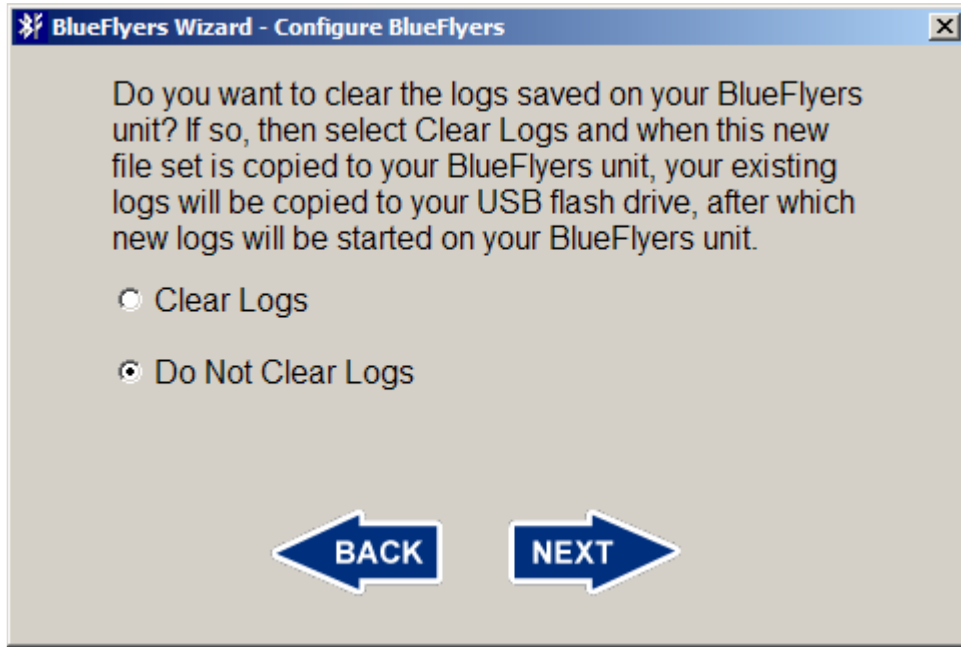 BlueFlyers Wizard - Configure BlueFlyers
Do you want to clear the logs saved on your BlueFlyers
unit? If so, then select Clear Logs and when this new
file set is copied to your BlueFlyers unit, your existing
logs will be copied to your USB flash drive, after which
new logs will be started on your BlueFlyers unit.
Clear Logs
Do Not Clear Logs
BACK
NEXT